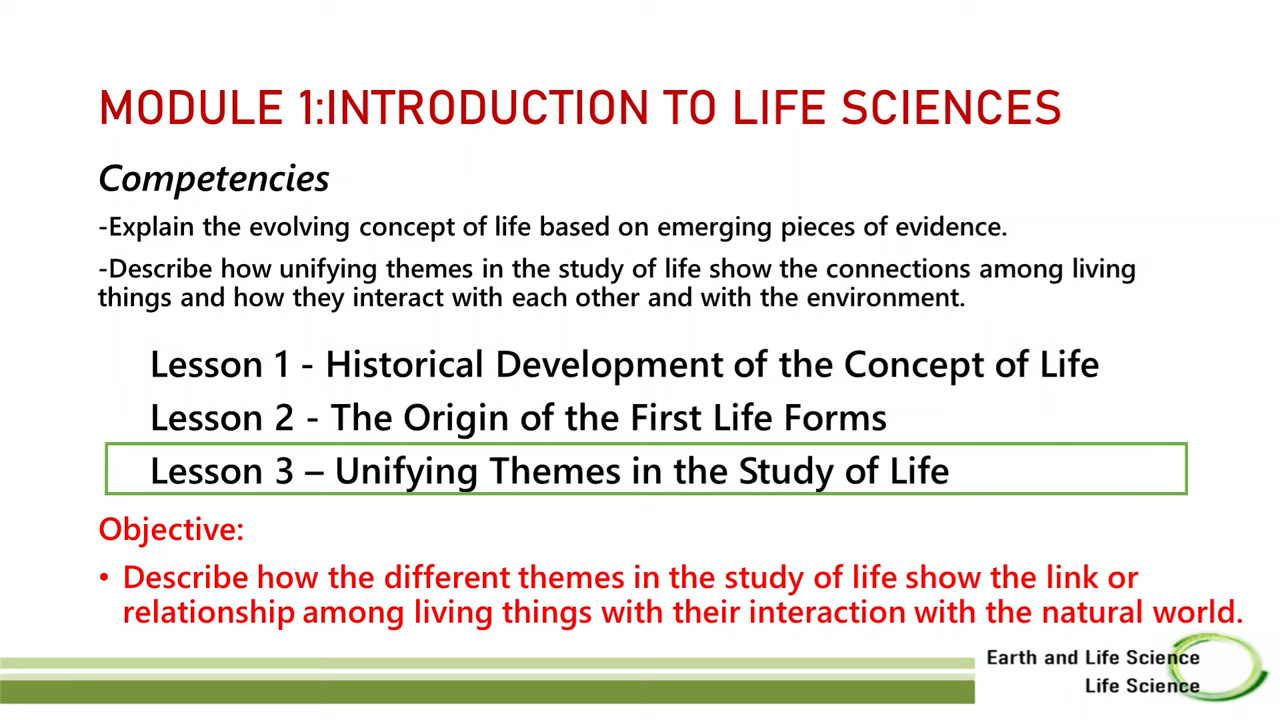 MODULE 1:INTRODUCTION TO LIFE SCIENCES
Competencies
-Explain the evolving concept of life based on emerging pieces of evidence.
-Describe how unifying themes in the study of life show the connections among living
things and how they interact with each other and with the environment.
Lesson 1 - Historical Development of the Concept of Life
Lesson 2 - The Origin of the First Life Forms
Lesson 3 – Unifying Themes in the Study of Life
Objective:
• Describe how the different themes in the study of life show the link or
relationship among living things with their interaction with the natural world.
Earth and Life Science
Life Science